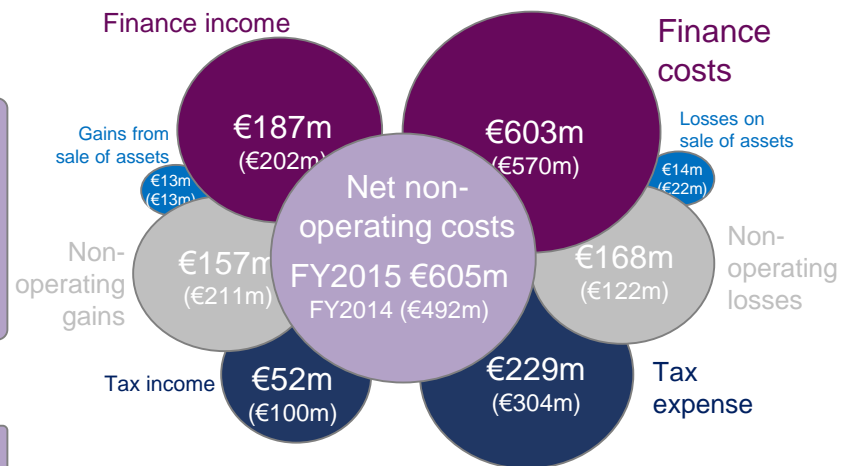 Finance income
Finance
costs
€187m
(€202m)
€603m
(€570m)
Gains from
sale of assets
€13m
(€13m)
Losses on
sale of assets
€14m
(€22m)
Net non-
operating costs
FY2015 €605m
FY2014 (€492m)
Non-
operating
gains
€157m
(€211m)
€168m
(€122m)
Non-
operating
losses
Tax income
€52m
(€100m)
€229m
(€304m)
Tax
expense